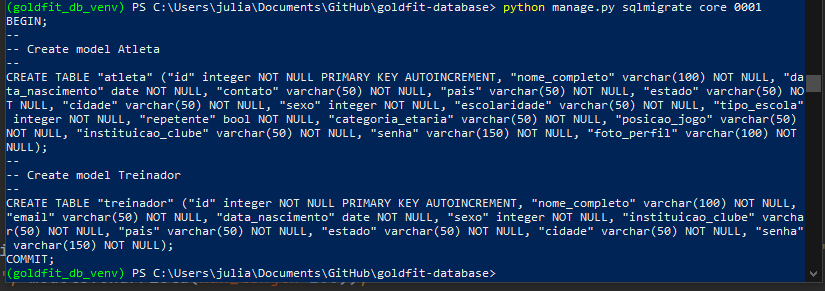 (goldfit_db_venv) PS C:\Users\julia\Documents\GitHub\goldfit-database> python manage.py sqlmigrate core 0001
BEGIN;
--
-- Create model Atleta
--
CREATE TABLE "atleta" ("id" integer NOT NULL PRIMARY KEY AUTOINCREMENT, "nome_completo" varchar(100) NOT NULL, "da
ta_nascimento" date NOT NULL, "contato" varchar(50) NOT NULL, "pais" varchar(50) NOT NULL, "estado" varchar(50) NO
T NULL, "cidade" varchar(50) NOT NULL, "sexo" integer NOT NULL, "escolaridade" varchar(50) NOT NULL, "tipo_escola"
 integer NOT NULL, "repetente" bool NOT NULL, "categoria_etaria" varchar(50) NOT NULL, "posicao_jogo" varchar(50)
NOT NULL, "instituicao_clube" varchar(50) NOT NULL, "senha" varchar(150) NOT NULL, "foto_perfil" varchar(100) NOT
NULL);
--
-- Create model Treinador
--
CREATE TABLE "treinador" ("id" integer NOT NULL PRIMARY KEY AUTOINCREMENT, "nome_completo" varchar(100) NOT NULL,
"email" varchar(50) NOT NULL, "data_nascimento" date NOT NULL, "sexo" integer NOT NULL, "instituicao_clube" varcha
r(50) NOT NULL, "pais" varchar(50) NOT NULL, "estado" varchar(50) NOT NULL, "cidade" varchar(50) NOT NULL, "senha"
 varchar(150) NOT NULL);
COMMIT;
(goldfit_db_venv) PS C:\Users\julia\Documents\GitHub\goldfit-database>